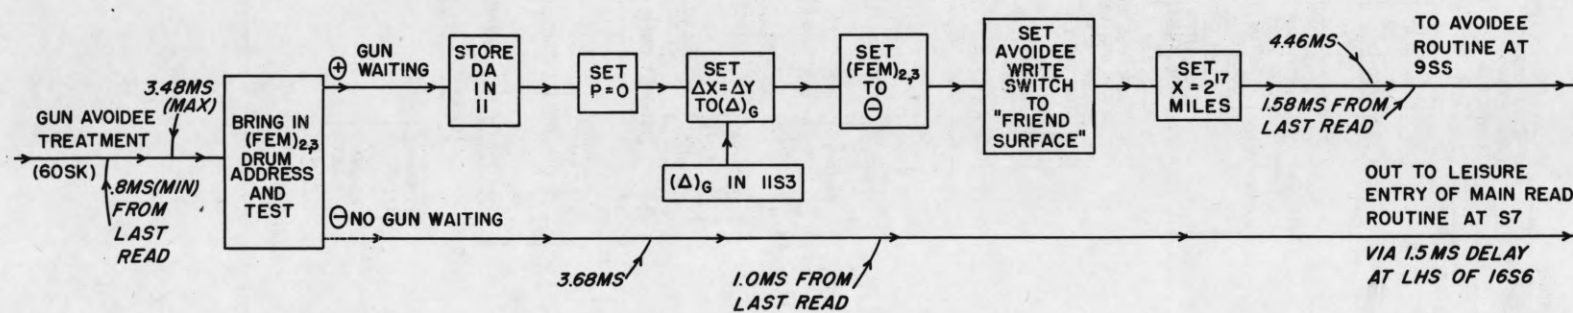 GUN AVOIDEE
TREATMENT
(60SK)
3.48MS
(MAX)
.8MS(MIN)
FROM
LAST
READ
BRING IN
(FEM)2,3
DRUM
ADDRESS
AND
TEST
⊕ GUN
WAITING
STORE
DA
IN
11
SET
P=0
SET
ΔX=ΔY
TO(Δ)G
(Δ)G IN 11S3
SET
(FEM)2,3
TO
⊖
SET
AVOIDEE
WRITE
SWITCH
TO
"FRIEND
SURFACE"
SET
X=2¹⁷
MILES
4.46MS
1.58MS FROM
LAST READ
TO AVOIDEE
ROUTINE AT
9SS
⊖ NO GUN WAITING
3.68MS
1.0MS FROM
LAST READ
OUT TO LEISURE
ENTRY OF MAIN READ
ROUTINE AT S7
VIA 1.5MS DELAY
AT LHS OF 16S6